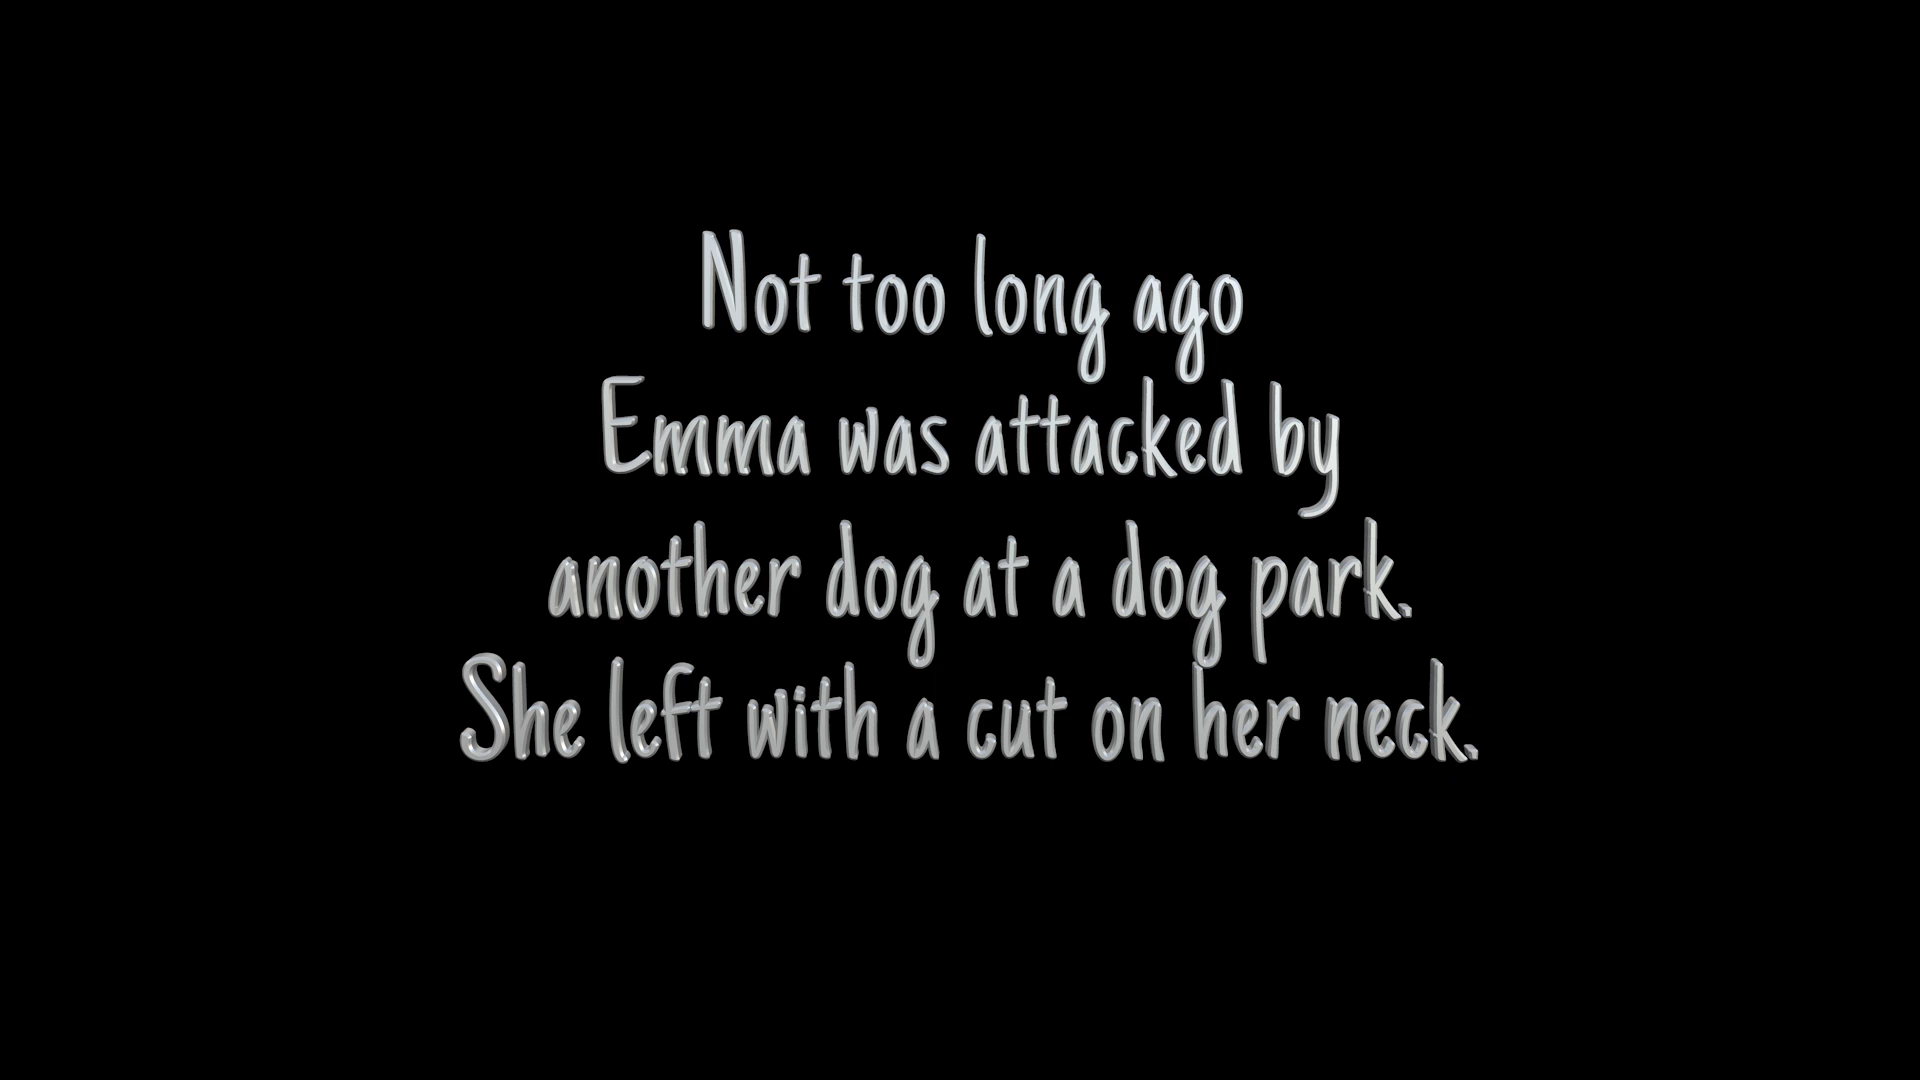 Not too long ago
Emma was attacked by
another dog at a dog park.
She left with a cut on her neck.